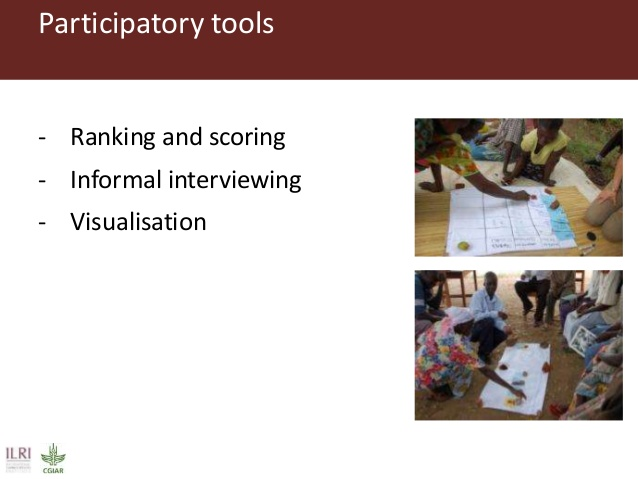 Participatory tools
- Ranking and scoring
- Informal interviewing
- Visualisation
ILRI
CGIAR